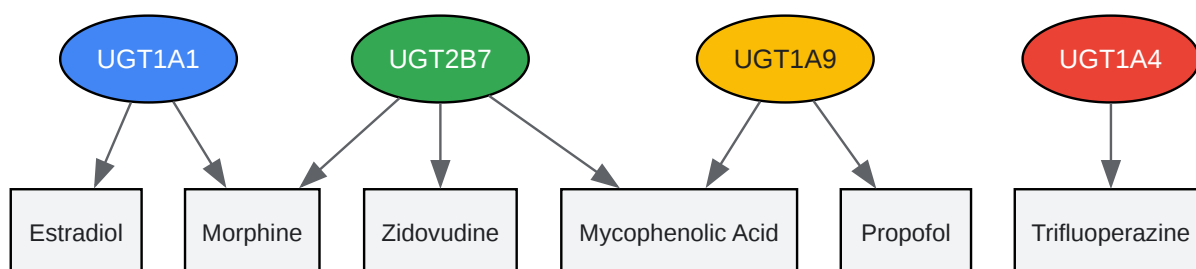 UGT1A1
UGT2B7
UGT1A9
UGT1A4
Estradiol
Morphine
Zidovudine
Mycophenolic Acid
Propofol
Trifluoperazine